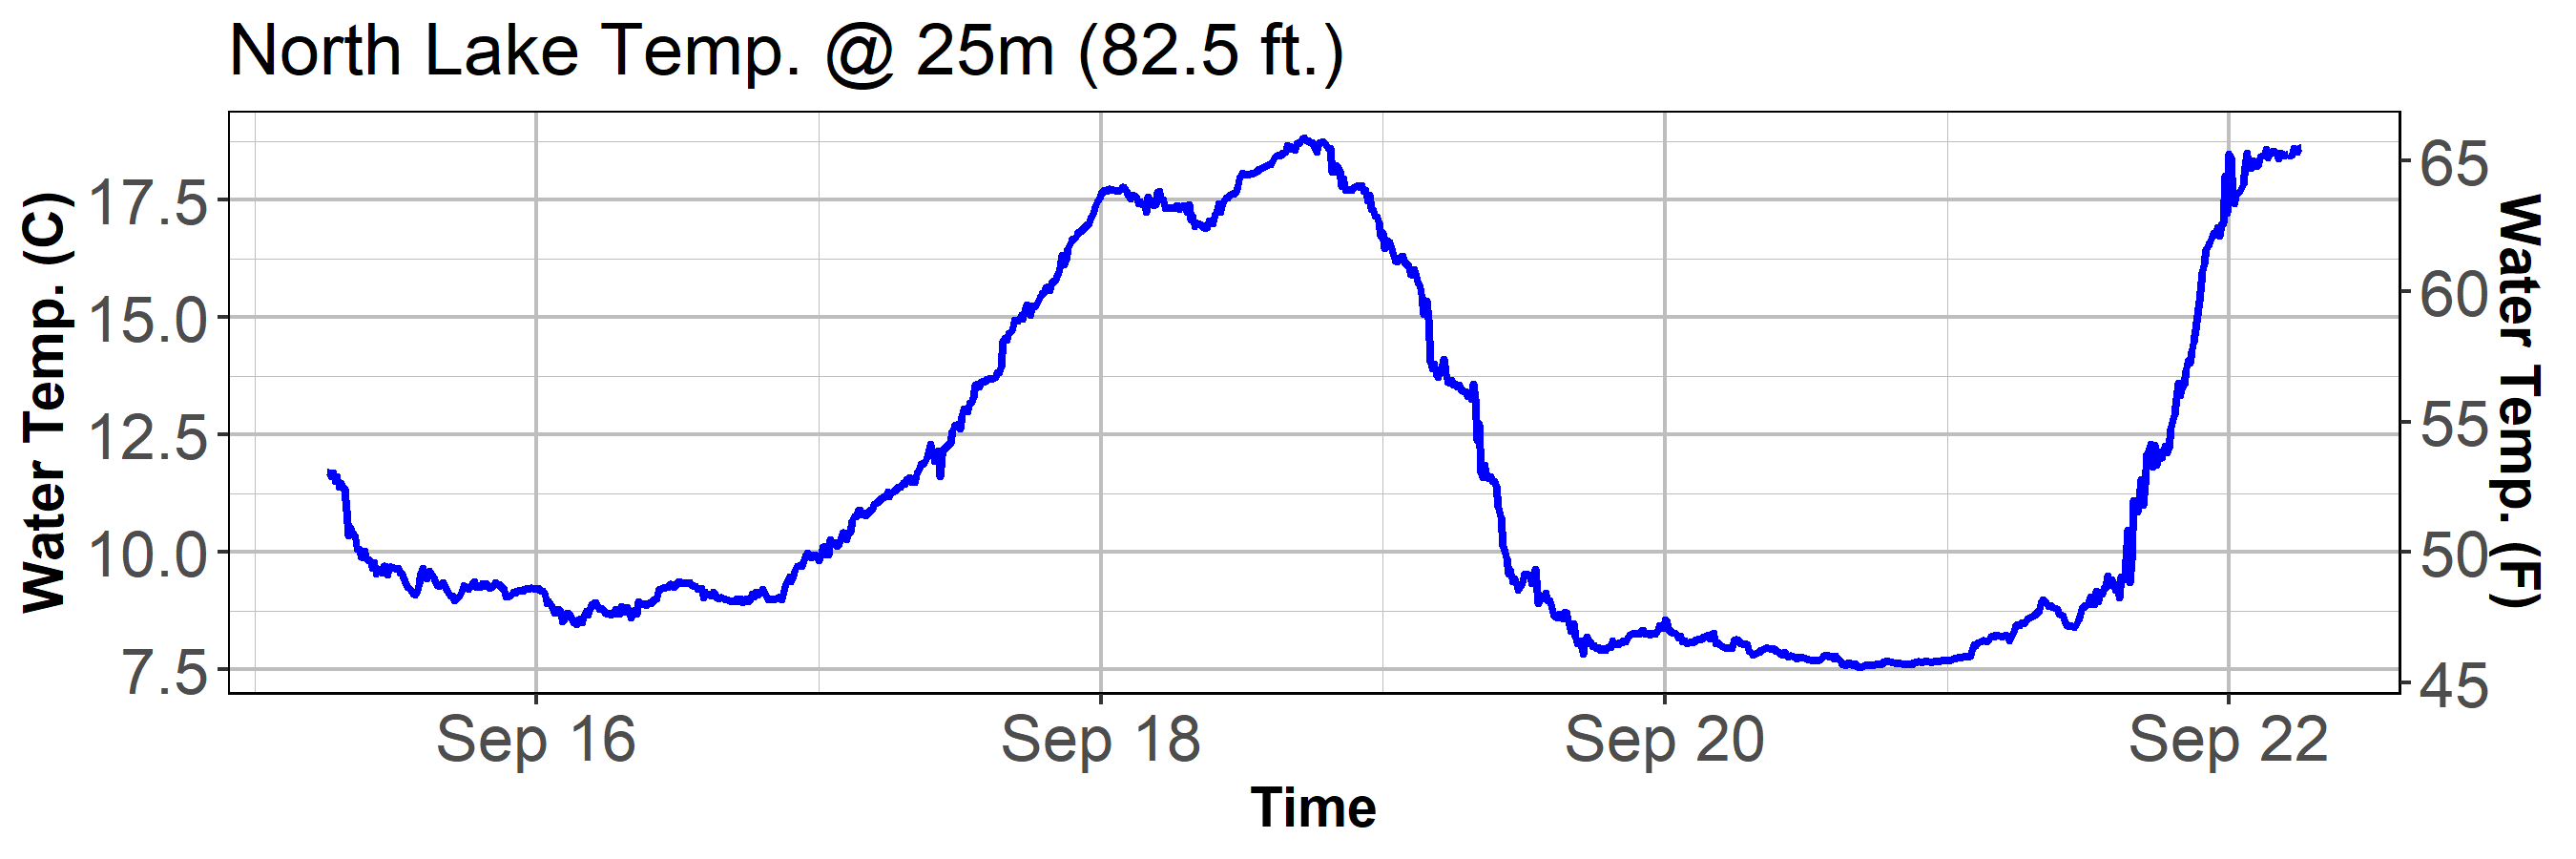 North Lake Temp. @ 25m (82.5 ft.)
Water Temp. (C)
17.5
15.0
12.5
10.0
7.5
65
60
55
50
45
Water Temp. (F)
Sep 16 Sep 18 Sep 20 Sep 22
Time